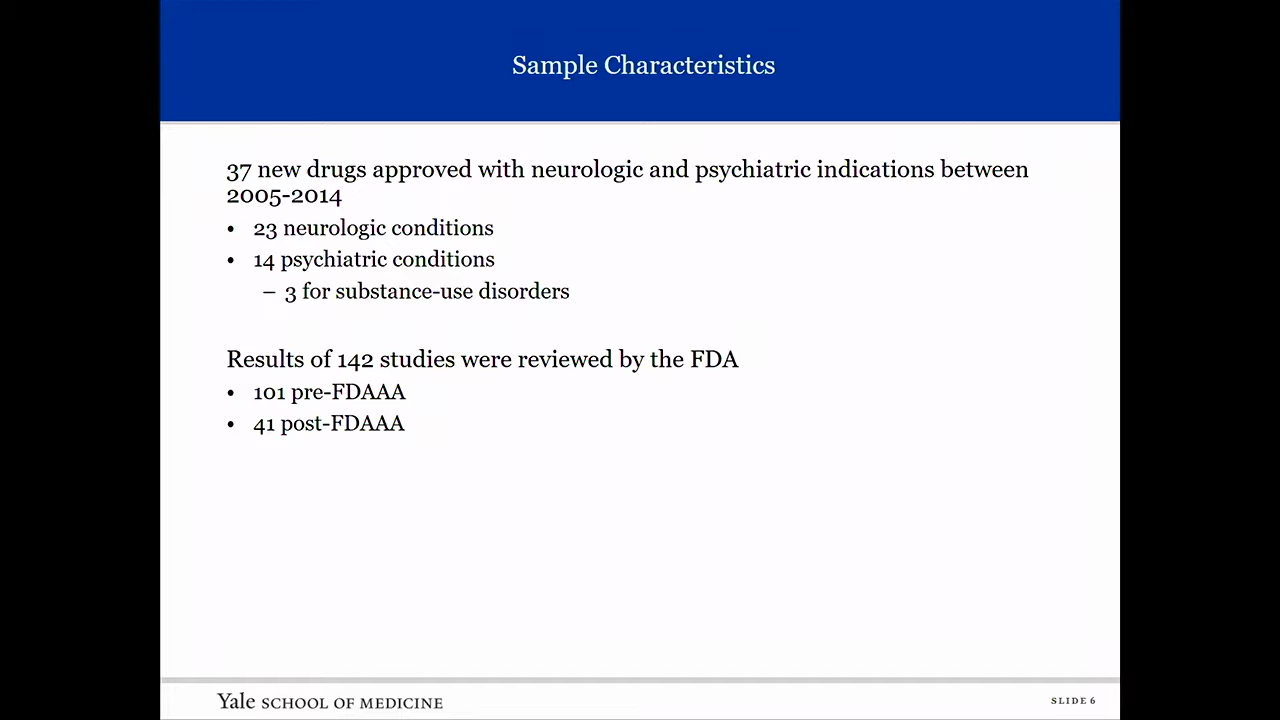 Sample Characteristics
37 new drugs approved with neurologic and psychiatric indications between
2005-2014
• 23 neurologic conditions
• 14 psychiatric conditions
– 3 for substance-use disorders
Results of 142 studies were reviewed by the FDA
• 101 pre-FDAAA
• 41 post-FDAAA
Yale SCHOOL OF MEDICINE
SLIDE 6